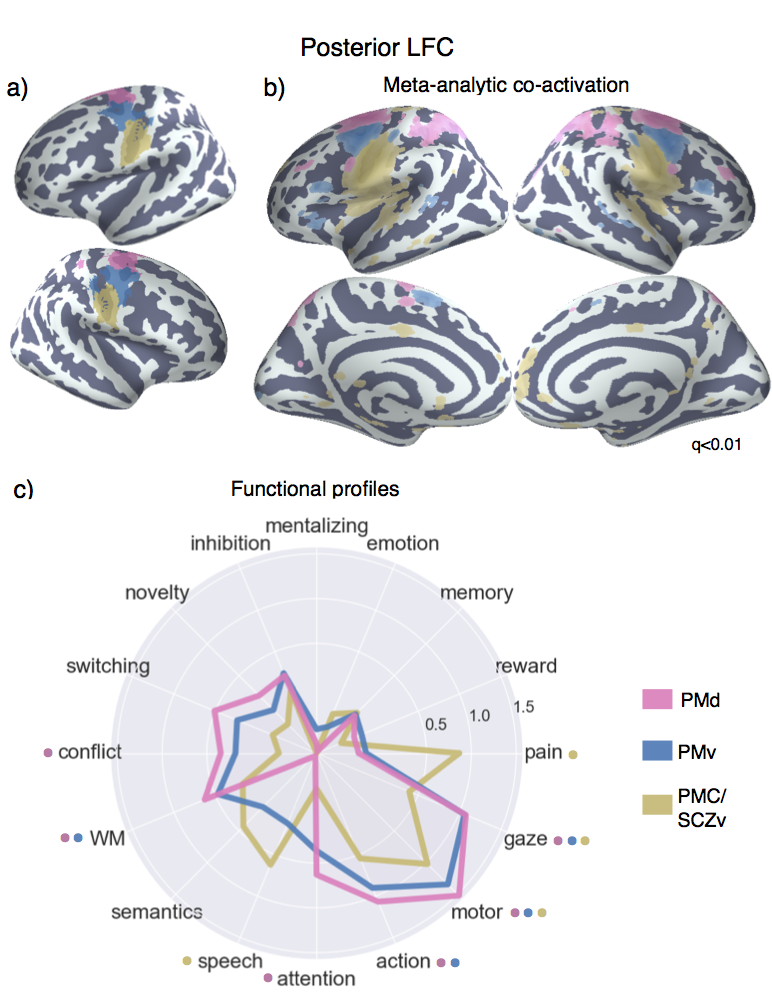 Posterior LFC
a)
b)
Meta-analytic co-activation
q<0.01
c)
Functional profiles
mentalizing
inhibition
emotion
novelty
memory
switching
reward
0.5
1.0
1.5
conflict
pain
WM
gaze
semantics
motor
speech
action
attention
PMd
PMv
PMC/
SCZv